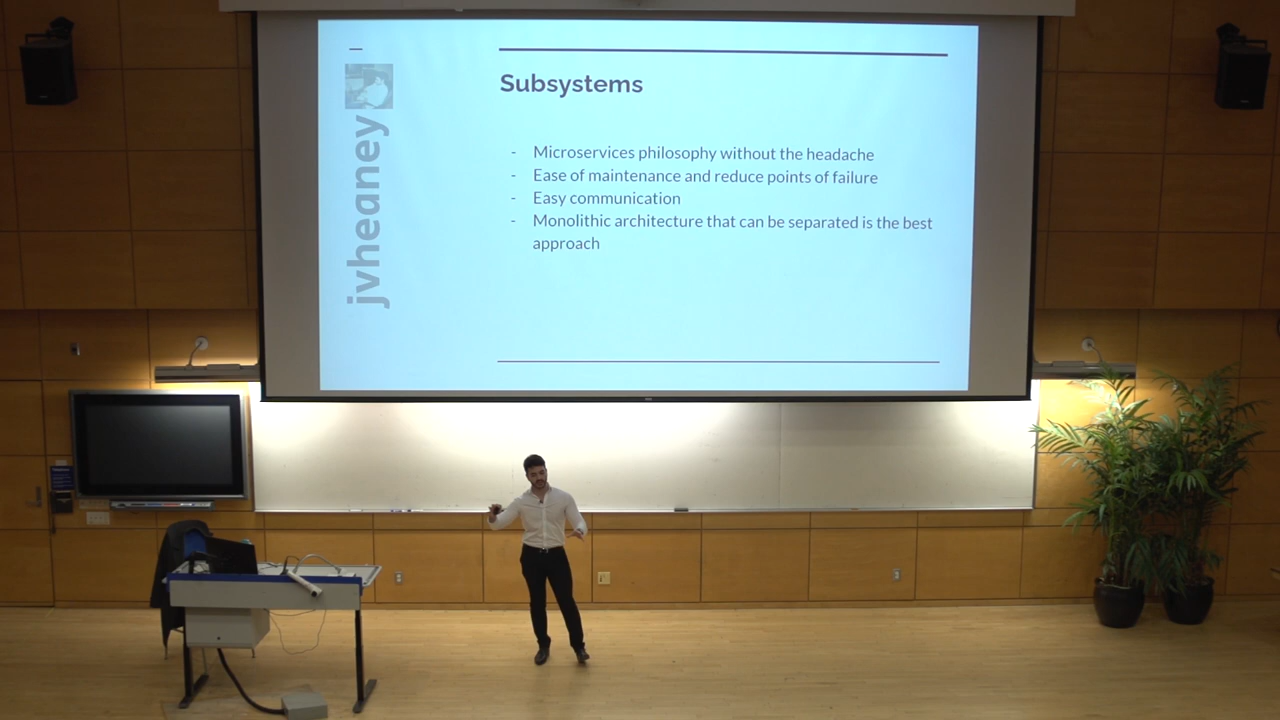 jvheaney
Subsystems
- Microservices philosophy without the headache
- Ease of maintenance and reduce points of failure
- Easy communication
- Monolithic architecture that can be separated is the best
approach